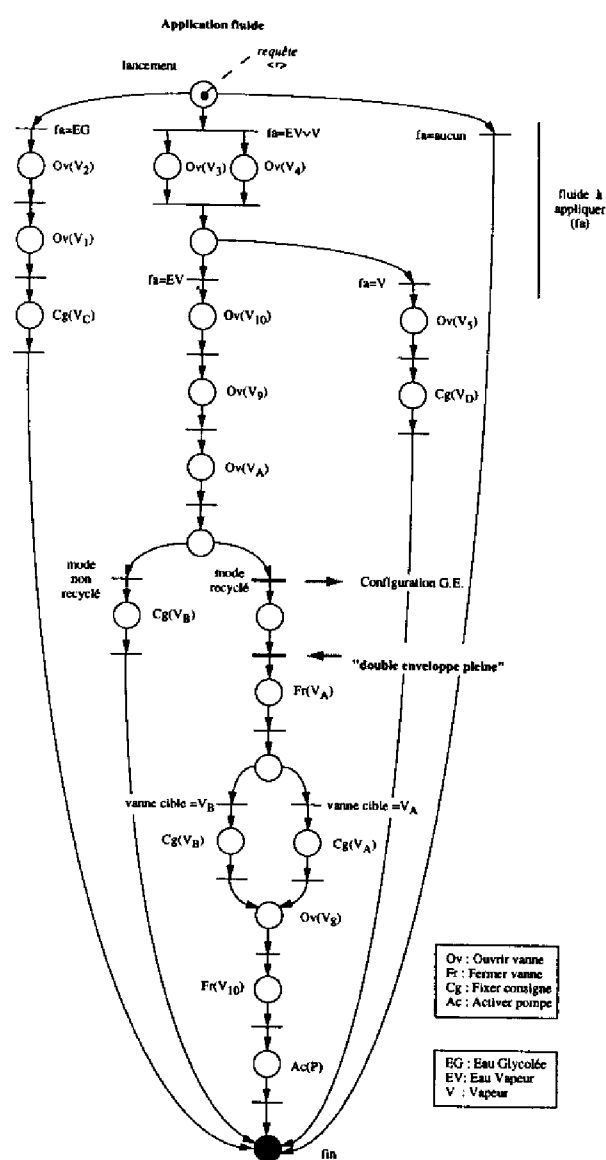 Application fluide
requête
<r>
lancement
fa=EG
fa=EV∨V
fa=aucun
Ov(V2)
Ov(V3)
Ov(V4)
fluide à
appliquer
(fa)
Ov(V1)
fa=EV
fa=V
Cg(VC)
Ov(V10)
Ov(V5)
Ov(V9)
Cg(VD)
Ov(VA)
mode
non
recyclé
mode
recyclé
Configuration G.E.
Cg(VB)
"double enveloppe pleine"
Fr(VA)
vanne cible =VB
vanne cible =VA
Cg(VB)
Cg(VA)
Ov(V8)
Fr(V10)
Ac(P)
fin
Ov : Ouvrir vanne
Fr : Fermer vanne
Cg : Fixer consigne
Ac : Activer pompe
EG : Eau Glycolée
EV: Eau Vapeur
V : Vapeur